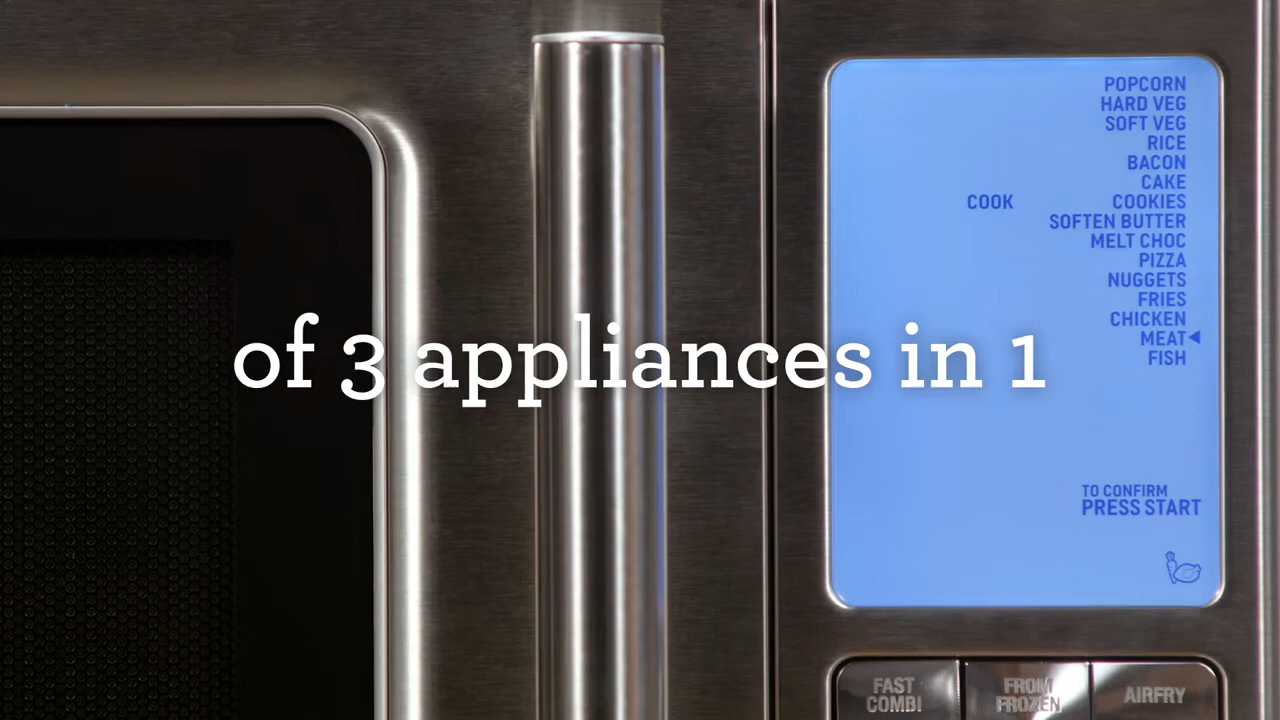 POPCORN
HARD VEG
SOFT VEG
RICE
BACON
CAKE
COOK COOKIES
SOFTEN BUTTER
MELT CHOC
PIZZA
NUGGETS
FRIES
CHICKEN
MEAT
FISH
of 3 appliances in 1
TO CONFIRM
PRESS START
FAST COMBI
FROM FROZEN
AIRFRY